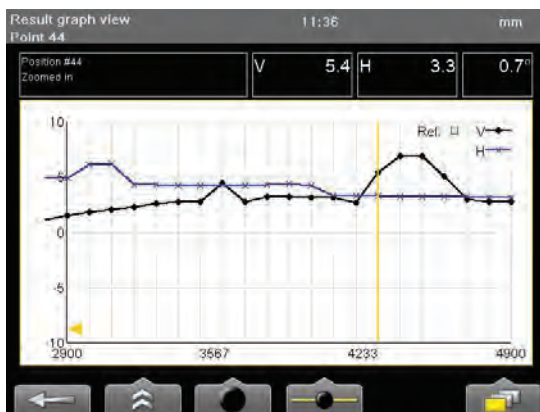 Result graph view 11:36 mm
Point 44
Position #44
Zoomed in
V 5.4 H 3.3 0.7°
10
Ref. V
H
5
0
-5
-10
2900 3567 4233 4900